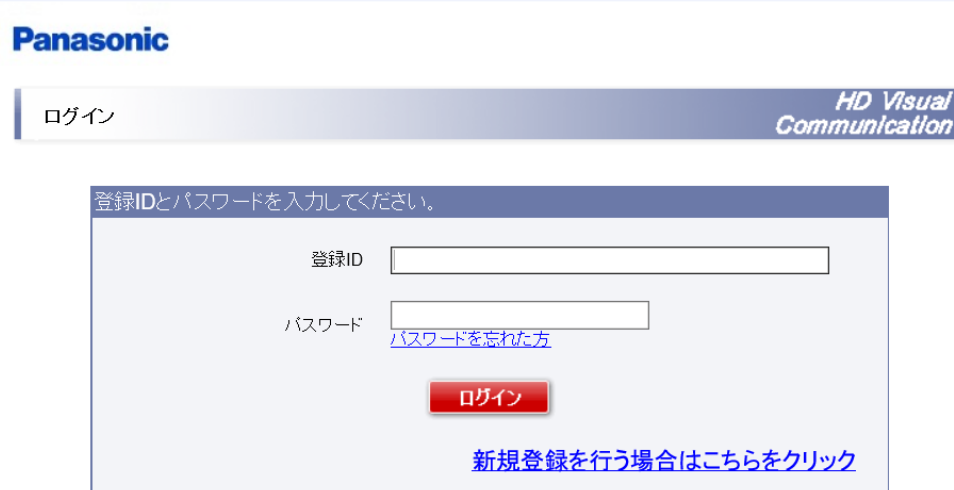 Panasonic
ログイン
HD Visual
Communication
登録IDとパスワードを入力してください。
登録ID
パスワード
パスワードを忘れた方
ログイン
新規登録を行う場合はこちらをクリック